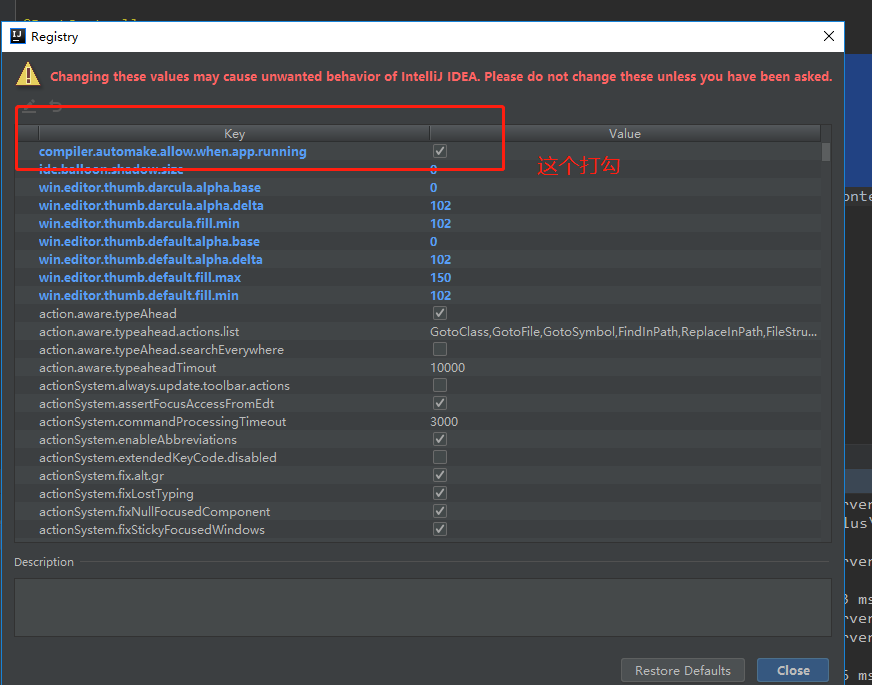 Registry
Changing these values may cause unwanted behavior of IntelliJ IDEA. Please do not change these unless you have been asked.
Key Value
compiler.automake.allow.when.app.running
这个打勾
ide.balloon.shadow.size 8
win.editor.thumb.darcula.alpha.base 0
win.editor.thumb.darcula.alpha.delta 102
win.editor.thumb.darcula.fill.min 102
win.editor.thumb.default.alpha.base 0
win.editor.thumb.default.alpha.delta 102
win.editor.thumb.default.fill.max 150
win.editor.thumb.default.fill.min 102
action.aware.typeAhead
action.aware.typeahead.actions.list GotoClass,GotoFile,GotoSymbol,FindInPath,ReplaceInPath,FileStru...
action.aware.typeAhead.searchEverywhere
action.aware.typeaheadTimout 10000
actionSystem.always.update.toolbar.actions
actionSystem.assertFocusAccessFromEdt
actionSystem.commandProcessingTimeout 3000
actionSystem.enableAbbreviations
actionSystem.extendedKeyCode.disabled
actionSystem.fix.alt.gr
actionSystem.fixLostTyping
actionSystem.fixNullFocusedComponent
actionSystem.fixStickyFocusedWindows
Description
Restore Defaults Close